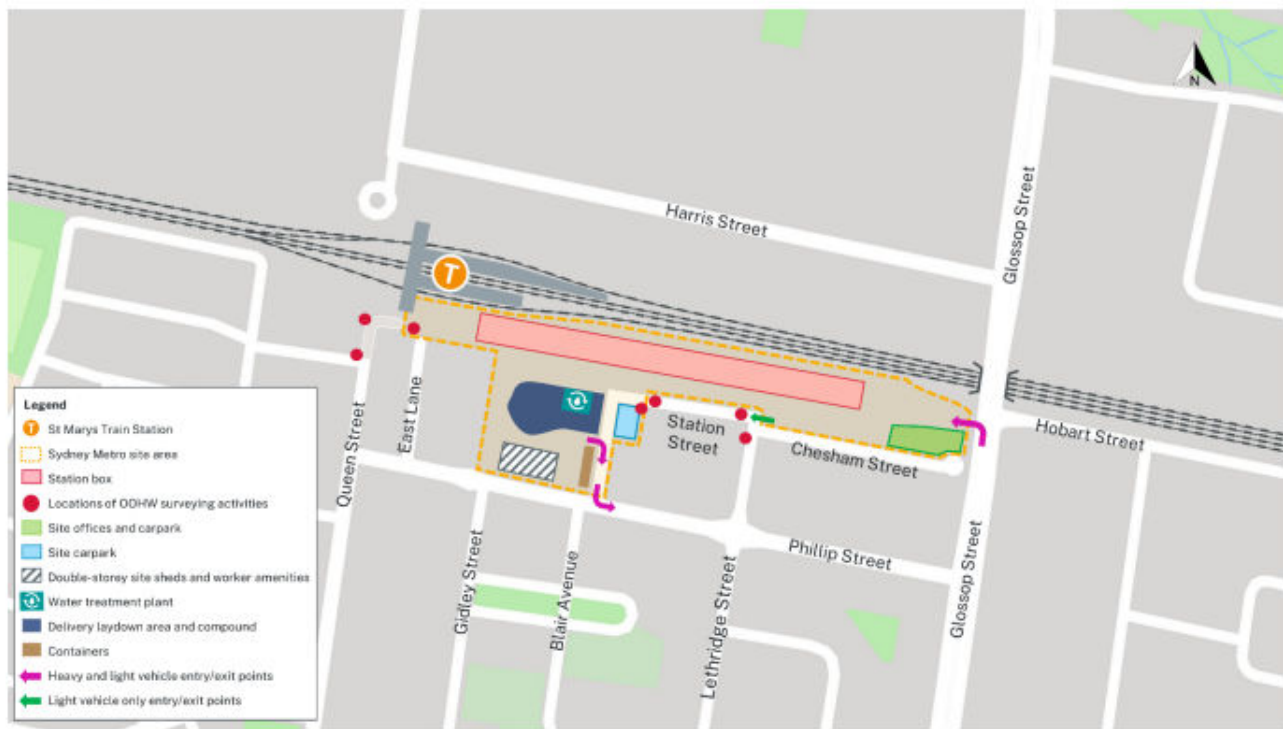 N
Glossop Street
Harris Street
T
Legend
T St Marys Train Station
Sydney Metro site area
Station box
Locations of OOHW surveying activities
Site offices and carpark
Site carpark
Double-storey site sheds and worker amenities
Water treatment plant
Delivery laydown area and compound
Containers
Heavy and light vehicle entry/exit points
Light vehicle only entry/exit points
Queen Street
East Lane
Station
Street
Chesham Street
Hobart Street
Gidley Street
Blair Avenue
Lethridge Street
Phillip Street
Glossop Street